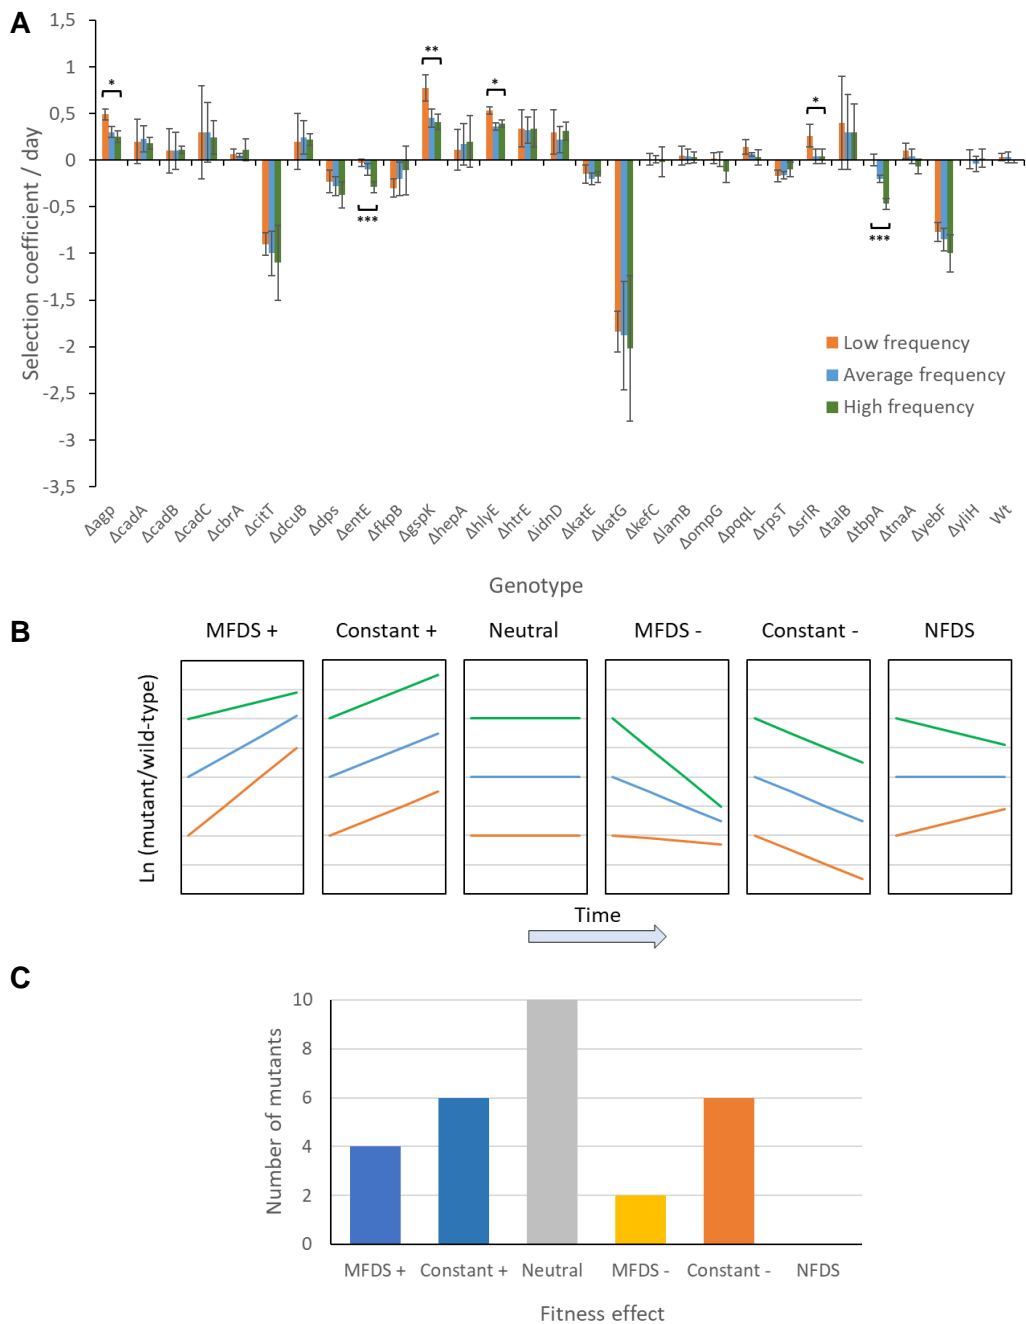 A
1,5
1
0,5
0
-0,5
-1
-1,5
-2
-2,5
-3
-3,5
Selection coefficient / day
*
**
*
*
***
***
Low frequency
Average frequency
High frequency
Δagp
ΔcadA
ΔcadB
ΔcadC
ΔcbrA
ΔcitT
ΔdcuB
Δdps
ΔentE
ΔfkpB
ΔgspK
ΔhepA
ΔhlyE
ΔhtrE
ΔidnD
ΔkatE
ΔkatG
ΔkefC
ΔlamB
ΔompG
ΔpqqL
ΔrpsT
ΔsrlR
ΔtalB
ΔtbpA
ΔtnaA
ΔyebF
ΔyliH
Wt
Genotype
B
MFDS + Constant + Neutral MFDS - Constant - NFDS
Ln (mutant/wild-type)
Time
C
10
8
6
4
2
0
Number of mutants
MFDS + Constant + Neutral MFDS - Constant - NFDS
Fitness effect